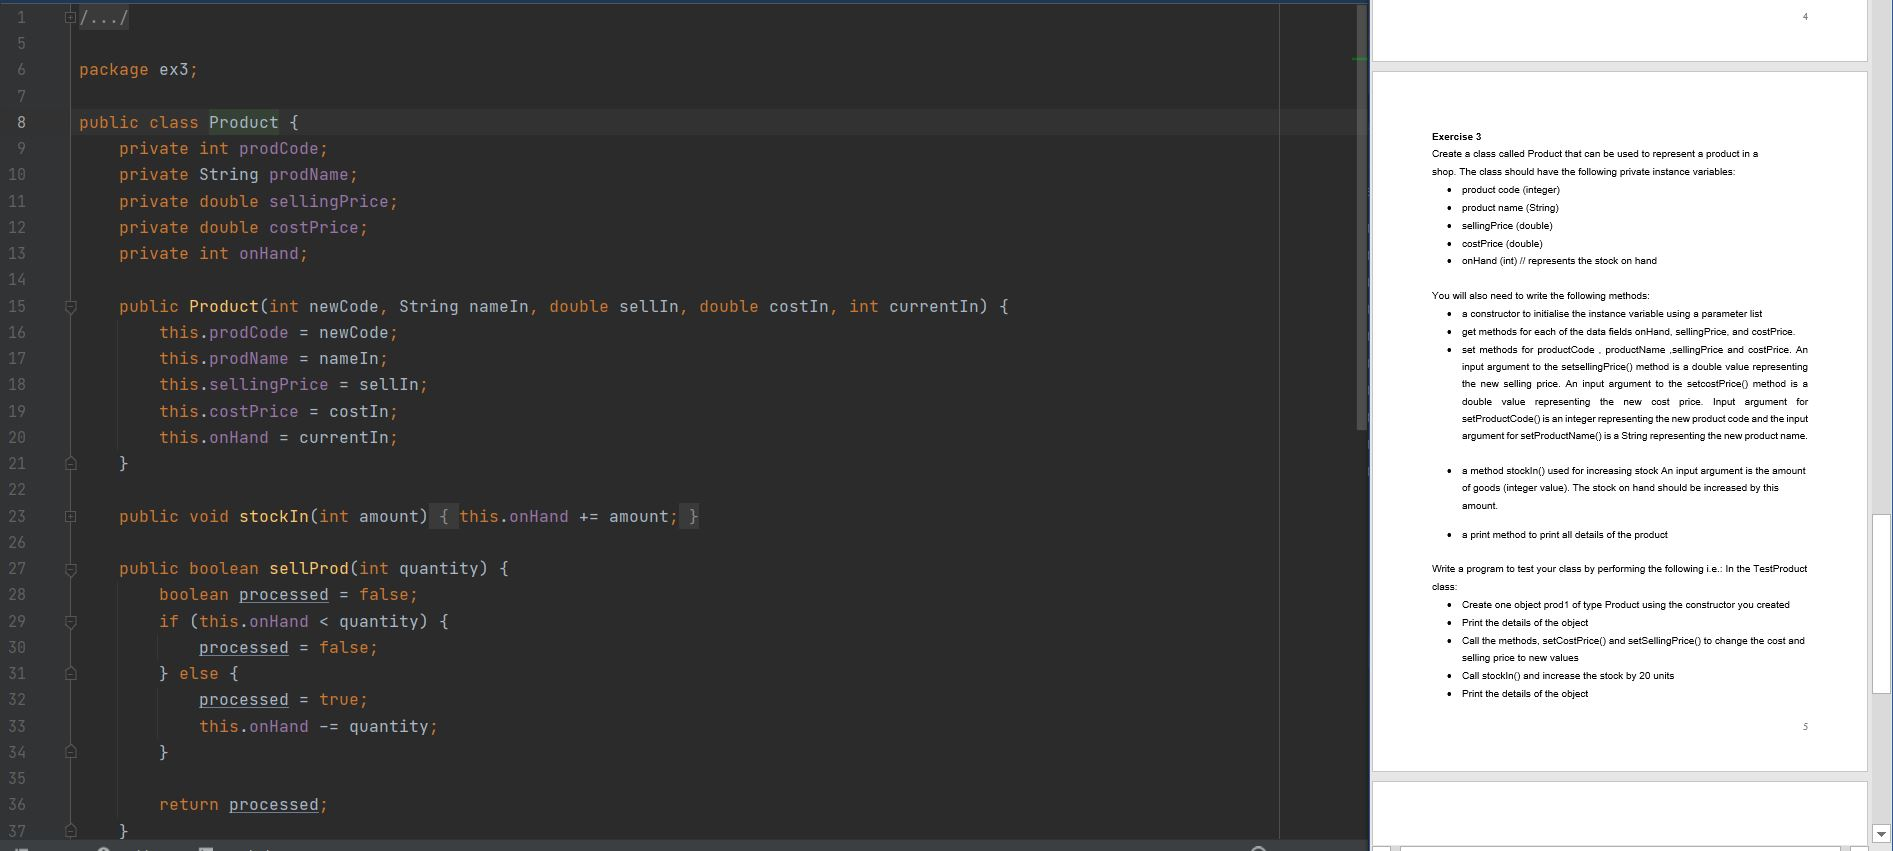 1 /.../
5
6 package ex3;
7
8 public class Product {
9 private int prodCode;
10 private String prodName;
11 private double sellingPrice;
12 private double costPrice;
13 private int onHand;
14
15 public Product(int newCode, String nameIn, double sellIn, double costIn, int currentIn) {
16 this.prodCode = newCode;
17 this.prodName = nameIn;
18 this.sellingPrice = sellIn;
19 this.costPrice = costIn;
20 this.onHand = currentIn;
21 }
22
23 public void stockIn(int amount) { this.onHand += amount; }
26
27 public boolean sellProd(int quantity) {
28 boolean processed = false;
29 if (this.onHand < quantity) {
30 processed = false;
31 } else {
32 processed = true;
33 this.onHand -= quantity;
34 }
35
36 return processed;
37 }
4
Exercise 3
Create a class called Product that can be used to represent a product in a
shop. The class should have the following private instance variables:
• product code (integer)
• product name (String)
• sellingPrice (double)
• costPrice (double)
• onHand (int) // represents the stock on hand
You will also need to write the following methods:
• a constructor to initialise the instance variable using a parameter list
• get methods for each of the data fields onHand, sellingPrice, and costPrice.
• set methods for productCode , productName ,sellingPrice and costPrice. An
input argument to the setsellingPrice() method is a double value representing
the new selling price. An input argument to the setcostPrice() method is a
double value representing the new cost price. Input argument for
setProductCode() is an integer representing the new product code and the input
argument for setProductName() is a String representing the new product name.
• a method stockIn() used for increasing stock An input argument is the amount
of goods (integer value). The stock on hand should be increased by this
amount.
• a print method to print all details of the product
Write a program to test your class by performing the following i.e.: In the TestProduct
class:
• Create one object prod1 of type Product using the constructor you created
• Print the details of the object
• Call the methods, setCostPrice() and setSellingPrice() to change the cost and
selling price to new values
• Call stockIn() and increase the stock by 20 units
• Print the details of the object
5